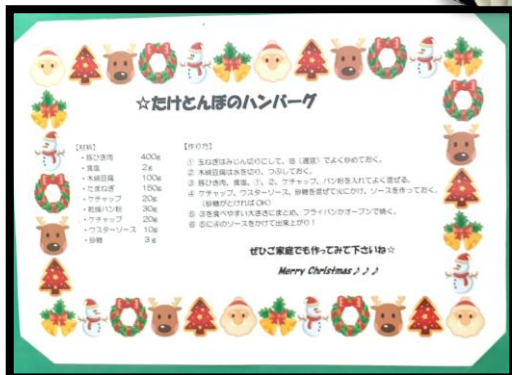 ☆たけとんぼのハンバーグ
【材料】
・豚ひき肉 400g
・食塩 2g
・木綿豆腐 100g
・たまねぎ 150g
・ケチャップ 20g
・乾燥パン粉 30g
・ケチャップ 20g
・ウスターソース 10g
・砂糖 3g
【作り方】
① 玉ねぎはみじん切りにして、油（適宜）でよく炒めておく。
② 木綿豆腐は水を切り、つぶしておく。
③ 豚ひき肉、食塩、①、②、ケチャップ、パン粉を入れてよく混ぜる。
④ ケチャップ、ウスターソース、砂糖を混ぜて火にかけ、ソースを作っておく。
（砂糖がとければOK）
⑤ ③を食べやすい大きさにまとめ、フライパンかオーブンで焼く。
⑥ ⑤に④のソースをかけて出来上がり！
ぜひご家庭でも作ってみて下さいね☆
Merry Christmas♪♪♪